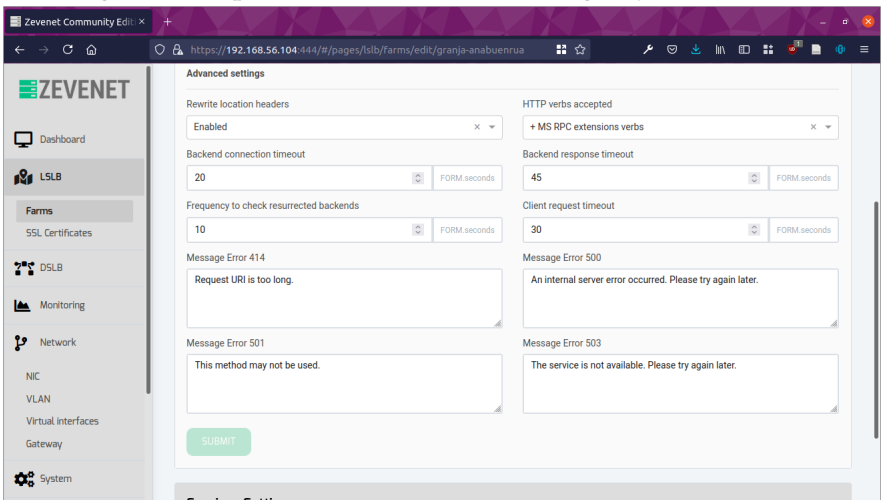 Zevenet Community Editi
https://192.168.56.104:444/#/pages/lslb/farms/edit/granja-anabuenrua
ZEVENET
Dashboard
LSLB
Farms
SSL Certificates
DSLB
Monitoring
Network
NIC
VLAN
Virtual interfaces
Gateway
System
Advanced settings
Rewrite location headers
HTTP verbs accepted
Enabled
+ MS RPC extensions verbs
Backend connection timeout
Backend response timeout
20 FORM.seconds
45 FORM.seconds
Frequency to check resurrected backends
Client request timeout
10 FORM.seconds
30 FORM.seconds
Message Error 414
Message Error 500
Request URI is too long.
An internal server error occurred. Please try again later.
Message Error 501
Message Error 503
This method may not be used.
The service is not available. Please try again later.
SUBMIT